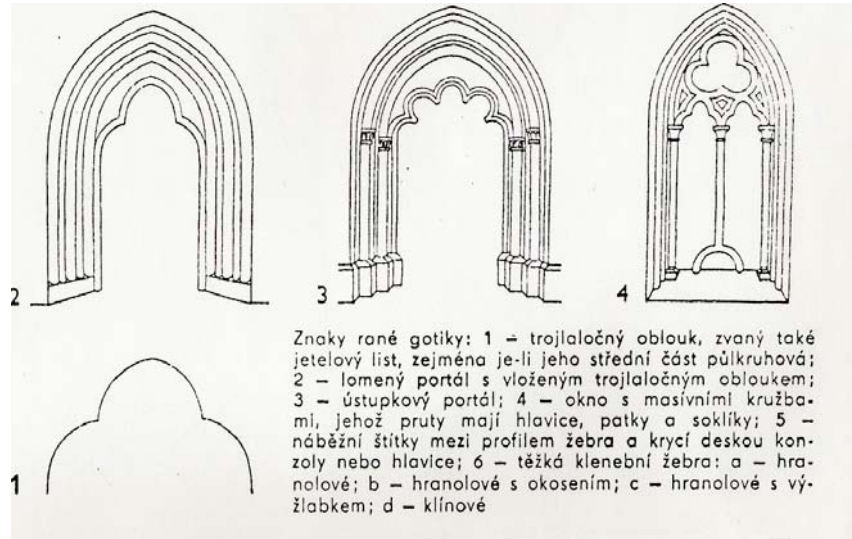 2
3
4
1
Znaky rané gotiky: 1 – trojlaločný oblouk, zvaný také
jetelový list, zejména je-li jeho střední část půlkruhová;
2 – lomený portál s vloženým trojlaločným obloukem;
3 – ústupkový portál; 4 – okno s masívními kružba-
mi, jehož pruty mají hlavice, patky a soklíky; 5 –
náběžní štítky mezi profilem žebra a krycí deskou kon-
zoly nebo hlavice; 6 – těžká klenební žebra: a – hra-
nolové; b – hranolové s okosením; c – hranolové s vý-
žlabkem; d – klínové